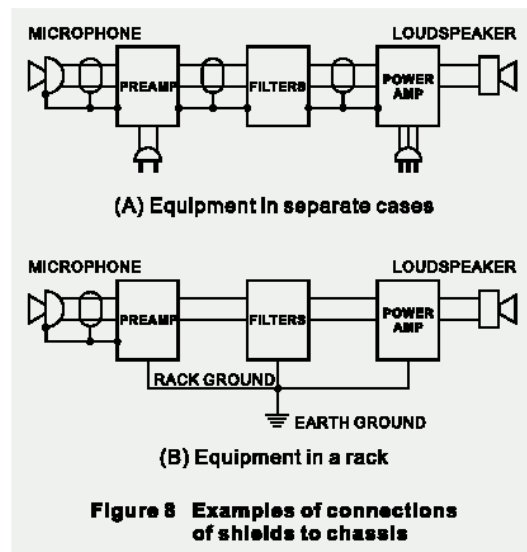 MICROPHONE LOUDSPEAKER
PREAMP FILTERS POWER AMP
(A) Equipment in separate cases
MICROPHONE LOUDSPEAKER
PREAMP FILTERS POWER AMP
RACK GROUND
EARTH GROUND
(B) Equipment in a rack
Figure 8 Examples of connections
of shields to chassis